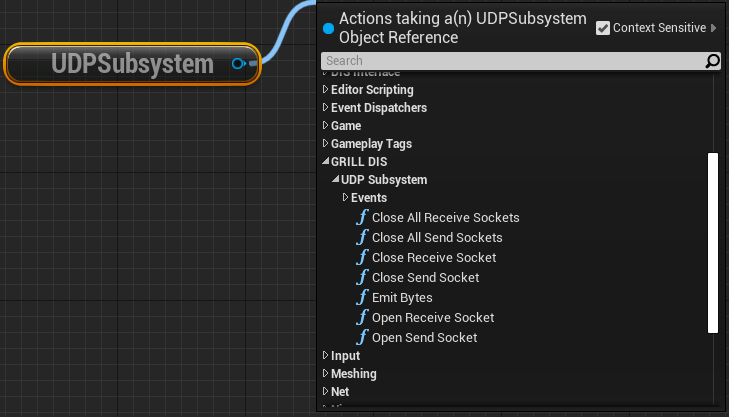 UDPSubsystem
Actions taking a(n) UDPSubsystem
Object Reference
Context Sensitive
Search
DIS Interface
Editor Scripting
Event Dispatchers
Game
Gameplay Tags
GRILL DIS
UDP Subsystem
Events
f Close All Receive Sockets
f Close All Send Sockets
f Close Receive Socket
f Close Send Socket
f Emit Bytes
f Open Receive Socket
f Open Send Socket
Input
Meshing
Net